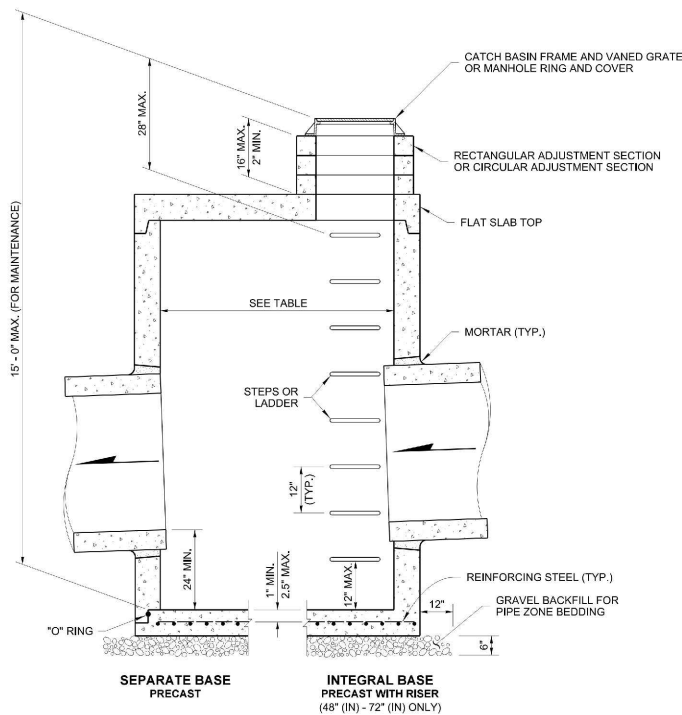 CATCH BASIN FRAME AND VANED GRATE
OR MANHOLE RING AND COVER
28" MAX.
16" MAX.
2" MIN.
RECTANGULAR ADJUSTMENT SECTION
OR CIRCULAR ADJUSTMENT SECTION
FLAT SLAB TOP
15' - 0" MAX. (FOR MAINTENANCE)
SEE TABLE
MORTAR (TYP.)
STEPS OR
LADDER
12"
(TYP.)
24" MIN.
1" MIN.
2.5" MAX.
12" MAX.
REINFORCING STEEL (TYP.)
GRAVEL BACKFILL FOR
PIPE ZONE BEDDING
12"
"O" RING
6"
SEPARATE BASE
PRECAST
INTEGRAL BASE
PRECAST WITH RISER
(48" (IN) - 72" (IN) ONLY)